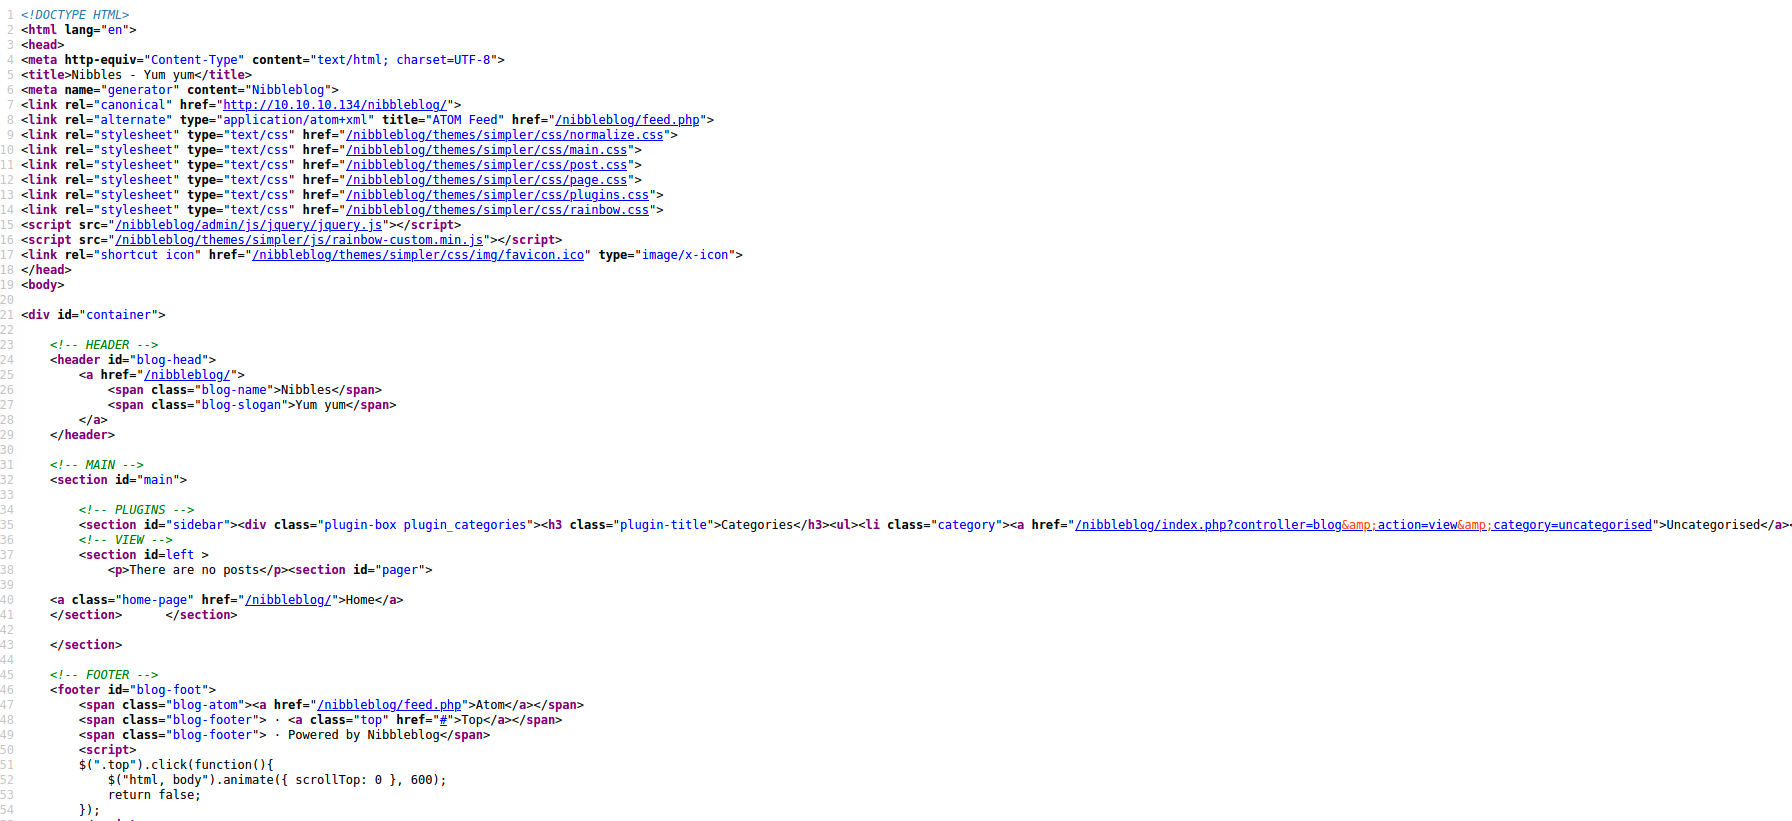 1 <!DOCTYPE HTML>
2 <html lang="en">
3 <head>
4 <meta http-equiv="Content-Type" content="text/html; charset=UTF-8">
5 <title>Nibbles - Yum yum</title>
6 <meta name="generator" content="Nibbleblog">
7 <link rel="canonical" href="http://10.10.10.134/nibbleblog/">
8 <link rel="alternate" type="application/atom+xml" title="ATOM Feed" href="/nibbleblog/feed.php">
9 <link rel="stylesheet" type="text/css" href="/nibbleblog/themes/simpler/css/normalize.css">
10 <link rel="stylesheet" type="text/css" href="/nibbleblog/themes/simpler/css/main.css">
11 <link rel="stylesheet" type="text/css" href="/nibbleblog/themes/simpler/css/post.css">
12 <link rel="stylesheet" type="text/css" href="/nibbleblog/themes/simpler/css/page.css">
13 <link rel="stylesheet" type="text/css" href="/nibbleblog/themes/simpler/css/plugins.css">
14 <link rel="stylesheet" type="text/css" href="/nibbleblog/themes/simpler/css/rainbow.css">
15 <script src="/nibbleblog/admin/js/jquery/jquery.js"></script>
16 <script src="/nibbleblog/themes/simpler/js/rainbow-custom.min.js"></script>
17 <link rel="shortcut icon" href="/nibbleblog/themes/simpler/css/img/favicon.ico" type="image/x-icon">
18 </head>
19 <body>
20
21 <div id="container">
22
23     <!-- HEADER -->
24     <header id="blog-head">
25         <a href="/nibbleblog/">
26             <span class="blog-name">Nibbles</span>
27             <span class="blog-slogan">Yum yum</span>
28         </a>
29     </header>
30
31     <!-- MAIN -->
32     <section id="main">
33
34         <!-- PLUGINS -->
35         <section id="sidebar"><div class="plugin-box plugin_categories"><h3 class="plugin-title">Categories</h3><ul><li class="category"><a href="/nibbleblog/index.php?controller=blog&amp;action=view&amp;category=uncategorised">Uncategorised</a><
36         <!-- VIEW -->
37         <section id=left >
38             <p>There are no posts</p><section id="pager">
39
40     <a class="home-page" href="/nibbleblog/">Home</a>
41     </section>      </section>
42
43     </section>
44
45     <!-- FOOTER -->
46     <footer id="blog-foot">
47         <span class="blog-atom"><a href="/nibbleblog/feed.php">Atom</a></span>
48         <span class="blog-footer"> · <a class="top" href="#">Top</a></span>
49         <span class="blog-footer"> · Powered by Nibbleblog</span>
50         <script>
51         $(".top").click(function(){
52             $("html, body").animate({ scrollTop: 0 }, 600);
53             return false;
54         });